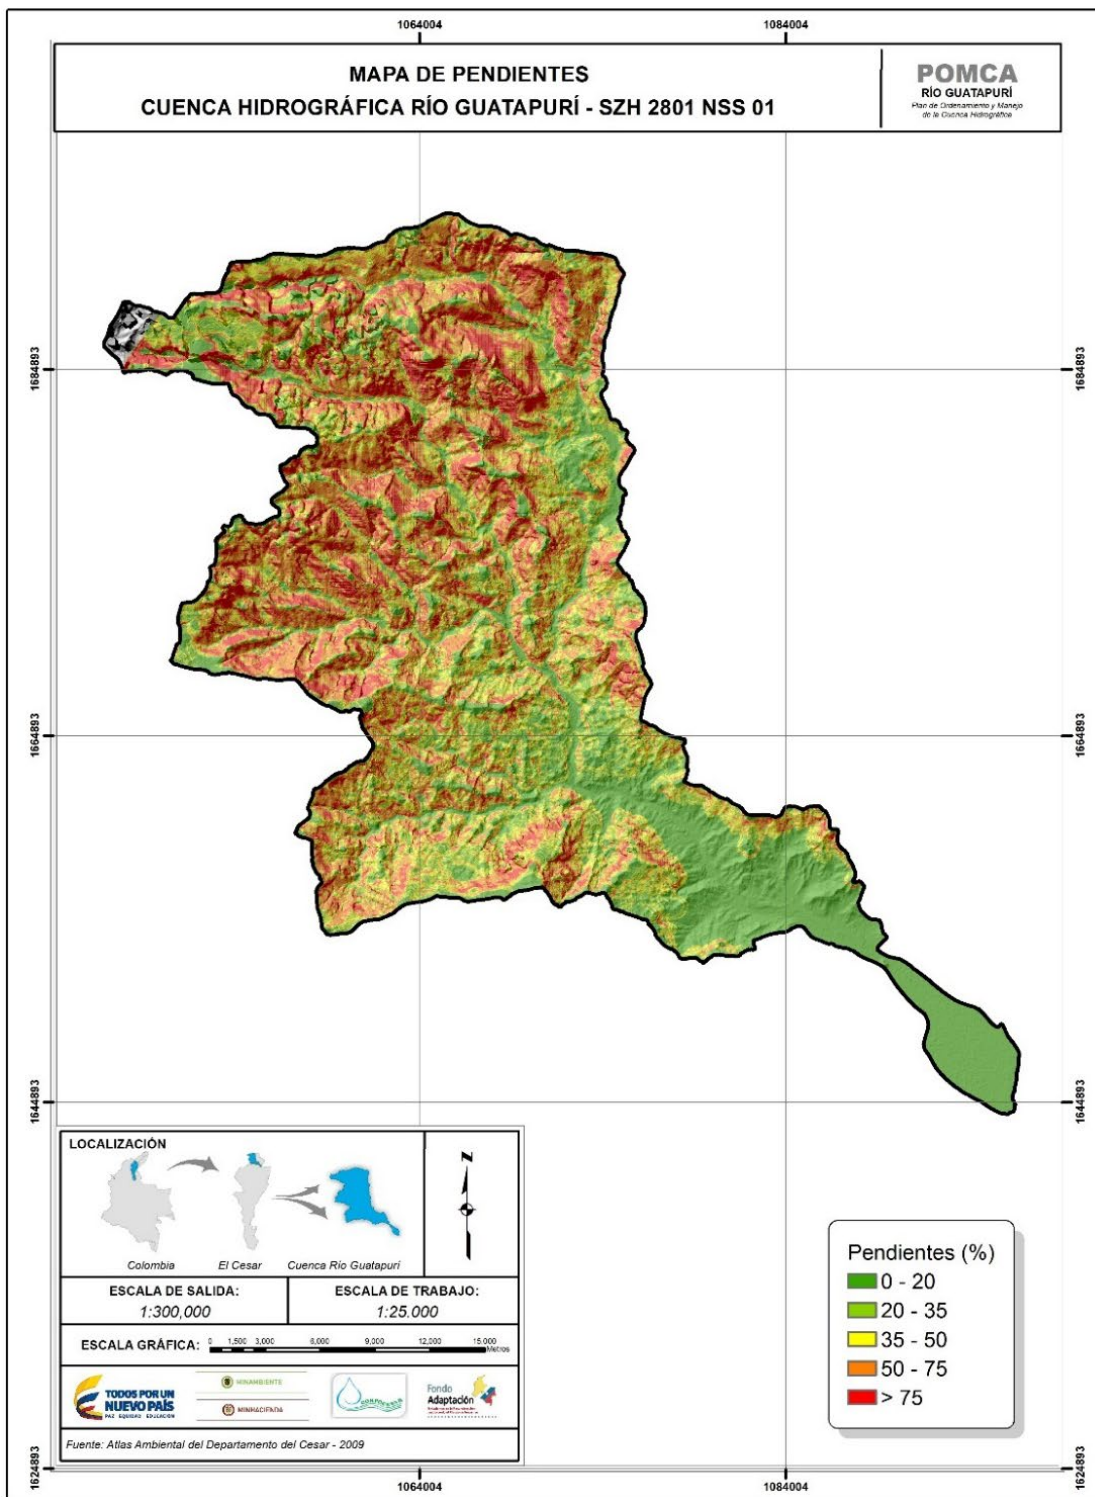 1064004 1084004
MAPA DE PENDIENTES
CUENCA HIDROGRÁFICA RÍO GUATAPURÍ - SZH 2801 NSS 01
POMCA
RÍO GUATAPURÍ
Plan de Ordenamiento y Manejo
de la Cuenca Hidrográfica
1684893 1684893
1664893 1664893
1644893 1644893
1624893 1624893
LOCALIZACIÓN
Colombia El Cesar Cuenca Río Guatapurí
N
ESCALA DE SALIDA:
1:300,000
ESCALA DE TRABAJO:
1:25.000
ESCALA GRÁFICA:
0 1,500 3,000 6,000 9,000 12,000 15,000
Metros
TODOS POR UN
NUEVO PAÍS
PAZ EQUIDAD EDUCACIÓN
MINAMBIENTE
MINHACIENDA
CORPOCESAR
Fondo
Adaptación
Fuente: Atlas Ambiental del Departamento del Cesar - 2009
Pendientes (%)
0 - 20
20 - 35
35 - 50
50 - 75
> 75
1064004 1084004